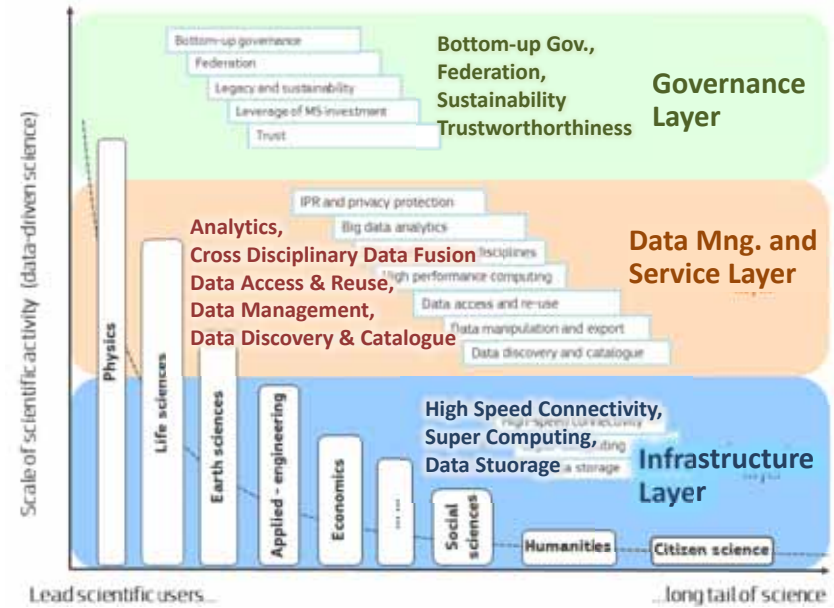 Scale of scientific activity (data-driven science)
Bottom-up governance
Federation
Legacy and sustainability
Leverage of MS investment
Trust
Bottom-up Gov.,
Federation,
Sustainability
Trustworthorthiness
Governance
Layer
IPR and privacy protection
Big data analytics
disciplines
High performance computing
Data access and re-use
Data manipulation and export
Data discovery and catalogue
Analytics,
Cross Disciplinary Data Fusion
Data Access & Reuse,
Data Management,
Data Discovery & Catalogue
Data Mng. and
Service Layer
High Speed Connectivity,
Super Computing,
Data Stuorage
High-speed connectivity
storage
Infrastructure
Layer
Physics
Life sciences
Earth sciences
Applied - engineering
Economics
... ...
Social
sciences
Humanities
Citizen science
Lead scientific users...
...long tail of science